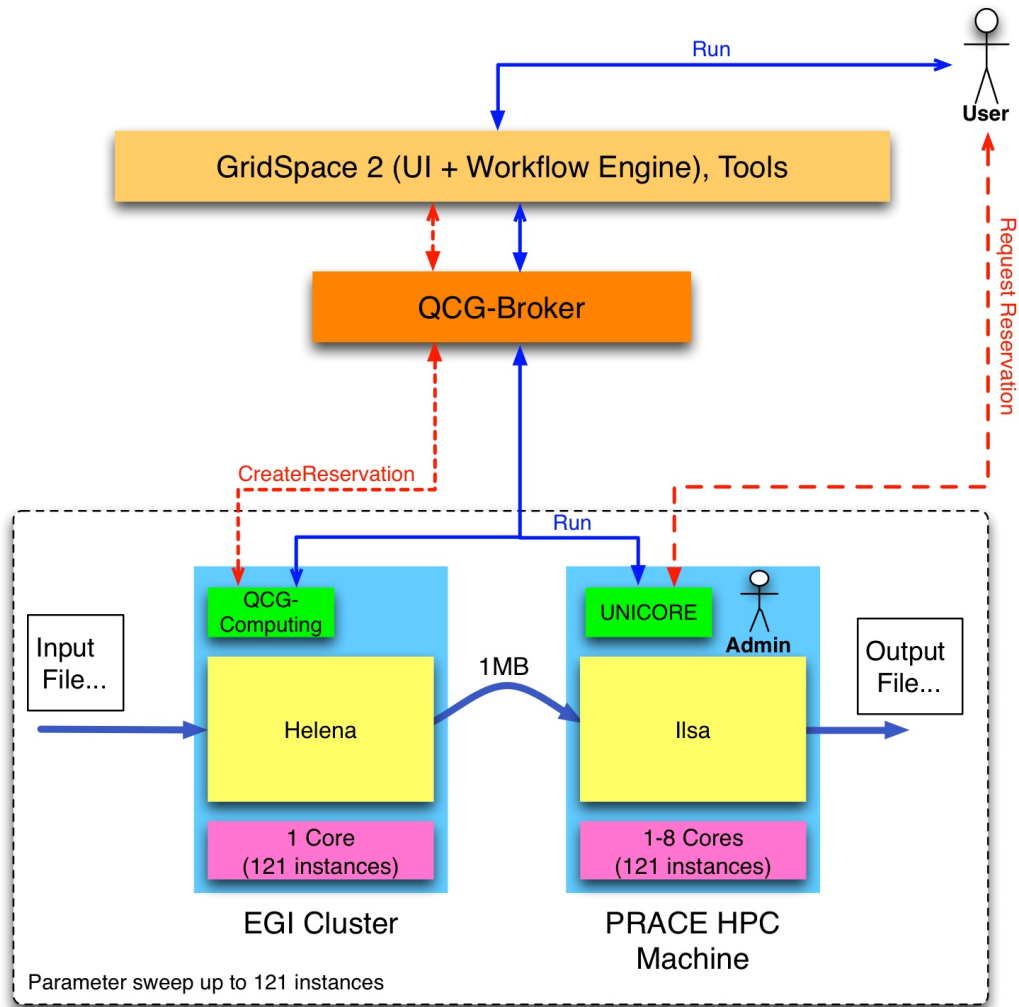 Run
User
GridSpace 2 (UI + Workflow Engine), Tools
Request Reservation
QCG-Broker
CreateReservation
Run
QCG-
Computing
UNICORE
Admin
Input
File...
Output
File...
1MB
Helena
Ilsa
1 Core
(121 instances)
1-8 Cores
(121 instances)
EGI Cluster
PRACE HPC
Machine
Parameter sweep up to 121 instances